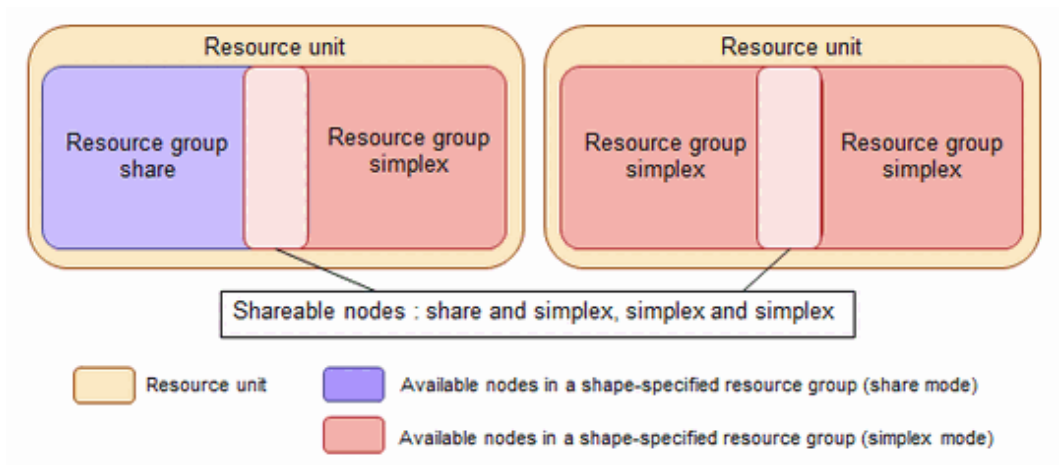 Resource unit
Resource group
share
Resource group
simplex
Resource unit
Resource group
simplex
Resource group
simplex
Shareable nodes : share and simplex, simplex and simplex
Resource unit
Available nodes in a shape-specified resource group (share mode)
Available nodes in a shape-specified resource group (simplex mode)